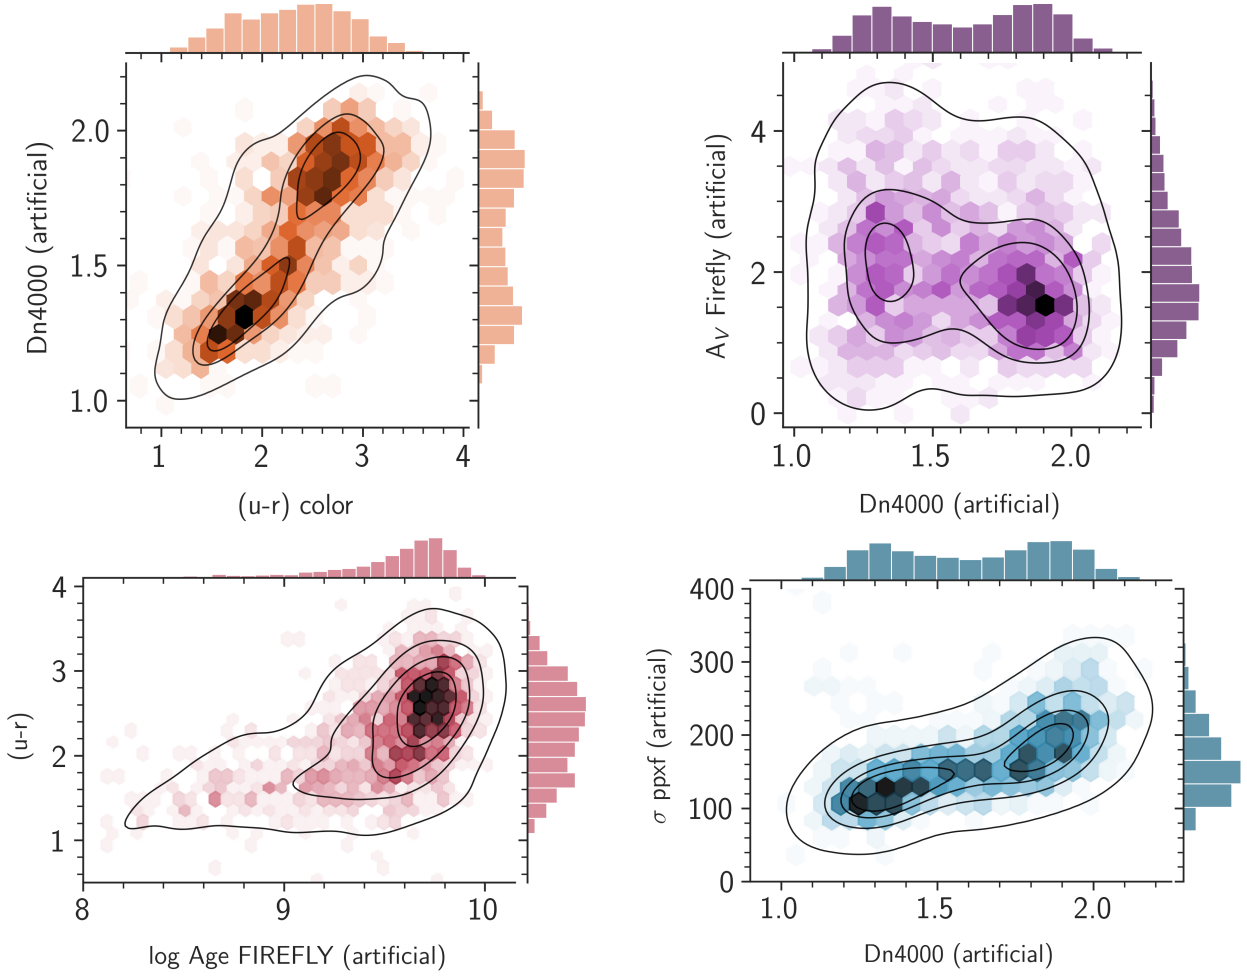 Dn4000 (artificial)
2.0
1.5
1.0
1 2 3 4
(u-r) color
A_V Firefly (artificial)
4
2
0
1.0 1.5 2.0
Dn4000 (artificial)
(u-r)
4
3
2
1
8 9 10
log Age FIREFLY (artificial)
σ ppxf (artificial)
400
300
200
100
0
1.0 1.5 2.0
Dn4000 (artificial)